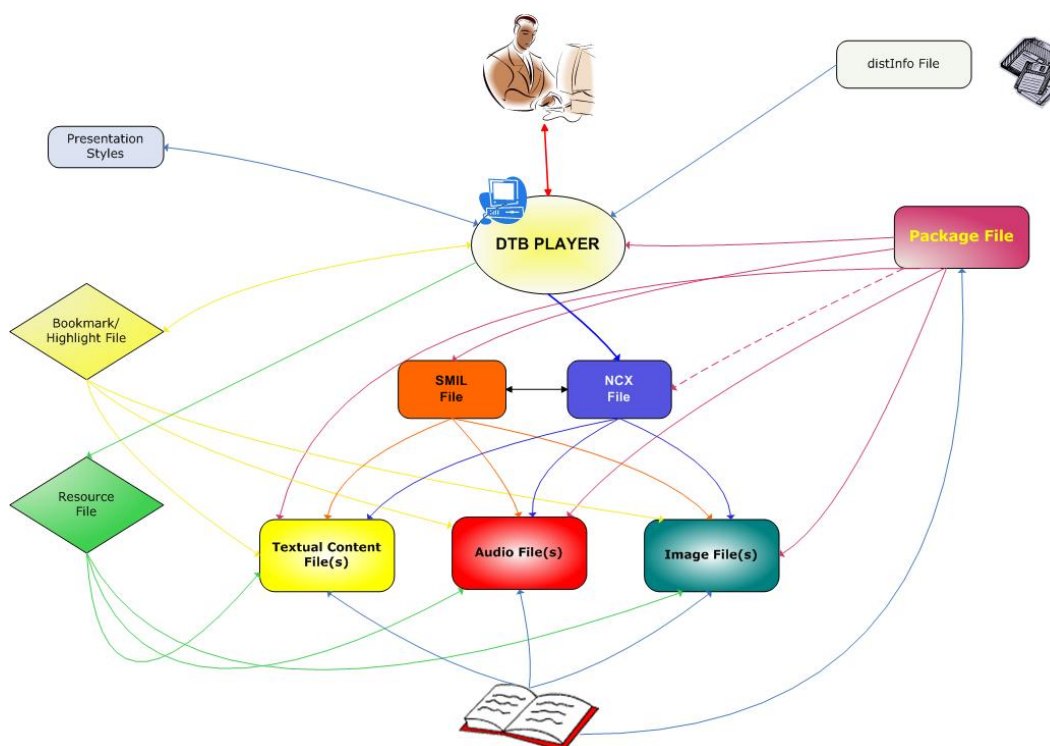 distInfo File
Presentation
Styles
DTB PLAYER
Package File
Bookmark/
Highlight File
SMIL
File
NCX
File
Resource
File
Textual Content
File(s)
Audio File(s)
Image File(s)